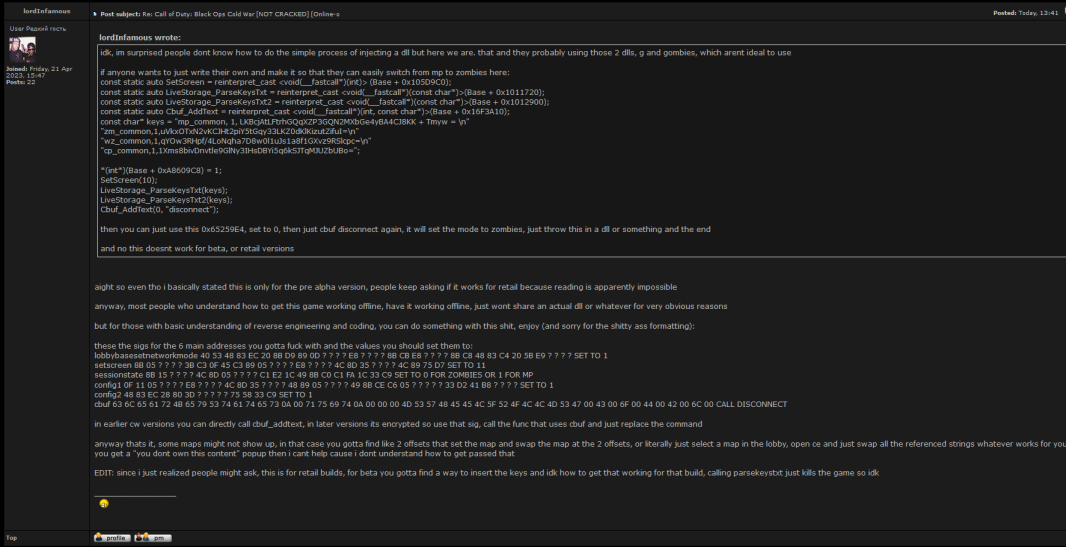 lordInfamous
Post subject: Re: Call of Duty: Black Ops Cold War [NOT CRACKED] [Online-o
Posted: Today, 13:41
User Редкий гость
Joined: Friday, 21 Apr
2023, 15:47
Posts: 22
lordInfamous wrote:
idk, im surprised people dont know how to do the simple process of injecting a dll but here we are. that and they probably using those 2 dlls, g and gombies, which arent ideal to use
if anyone wants to just write their own and make it so that they can easily switch from mp to zombies here:
const static auto SetScreen = reinterpret_cast <void(__fastcall*)(int)> (Base + 0x105D9C0);
const static auto LiveStorage_ParseKeysTxt = reinterpret_cast <void(__fastcall*)(const char*)>(Base + 0x1011720);
const static auto LiveStorage_ParseKeysTxt2 = reinterpret_cast <void(__fastcall*)(const char*)>(Base + 0x1012900);
const static auto Cbuf_AddText = reinterpret_cast <void(__fastcall*)(int, const char*)>(Base + 0x16F3A10);
const char* keys = "mp_common, 1, + Tmyw = \n"
"zm_common,1,
"wz_common,1,
"cp_common,1,
*(int*)(Base + 0xA8609C8) = 1;
SetScreen(10);
LiveStorage_ParseKeysTxt(keys);
LiveStorage_ParseKeysTxt2(keys);
Cbuf_AddText(0, "disconnect");
then you can just use this 0x65259E4, set to 0, then just cbuf disconnect again, it will set the mode to zombies, just throw this in a dll or something and the end
and no this doesnt work for beta, or retail versions
aight so even tho i basically stated this is only for the pre alpha version, people keep asking if it works for retail because reading is apparently impossible
anyway, most people who understand how to get this game working offline, have it working offline, just wont share an actual dll or whatever for very obvious reasons
but for those with basic understanding of reverse engineering and coding, you can do something with this shit, enjoy (and sorry for the shitty ass formatting):
these the sigs for the 6 main addresses you gotta fuck with and the values you should set them to:
lobbybasesetnetworkmode 40 53 48 83 EC 20 8B D9 89 0D ? ? ? ? E8 ? ? ? ? 8B CB E8 ? ? ? ? 8B C8 48 83 C4 20 5B E9 ? ? ? ? SET TO 1
setscreen 8B 05 ? ? ? ? 3B C3 0F 45 C3 89 05 ? ? ? ? E8 ? ? ? ? 4C 8D 35 ? ? ? ? 4C 89 75 D7 SET TO 11
sessionstate 8B 15 ? ? ? ? 4C 8D 05 ? ? ? ? C1 E2 1C 49 8B C0 C1 FA 1C 33 C9 SET TO 0 FOR ZOMBIES OR 1 FOR MP
config1 0F 11 05 ? ? ? ? E8 ? ? ? ? 4C 8D 35 ? ? ? ? 48 89 05 ? ? ? ? 49 8B CE C6 05 ? ? ? ? ? 33 D2 41 B8 ? ? ? ? SET TO 1
config2 48 83 EC 28 80 3D ? ? ? ? ? 75 58 33 C9 SET TO 1
cbuf 63 6C 65 61 72 4B 65 79 53 74 61 74 65 73 0A 00 71 75 69 74 0A 00 00 00 4D 53 57 48 45 45 4C 5F 52 4F 4C 4C 4D 53 47 00 43 00 6F 00 44 00 42 00 6C 00 CALL DISCONNECT
in earlier cw versions you can directly call cbuf_addtext, in later versions its encrypted so use that sig, call the func that uses cbuf and just replace the command
anyway thats it, some maps might not show up, in that case you gotta find like 2 offsets that set the map and swap the map at the 2 offsets, or literally just select a map in the lobby, open ce and just swap all the referenced strings whatever works for you
you get a "you dont own this content" popup then i cant help cause i dont understand how to get passed that
EDIT: since i just realized people might ask, this is for retail builds, for beta you gotta find a way to insert the keys and idk how to get that working for that build, calling parsekeystxt just kills the game so idk
Top
profile
pm